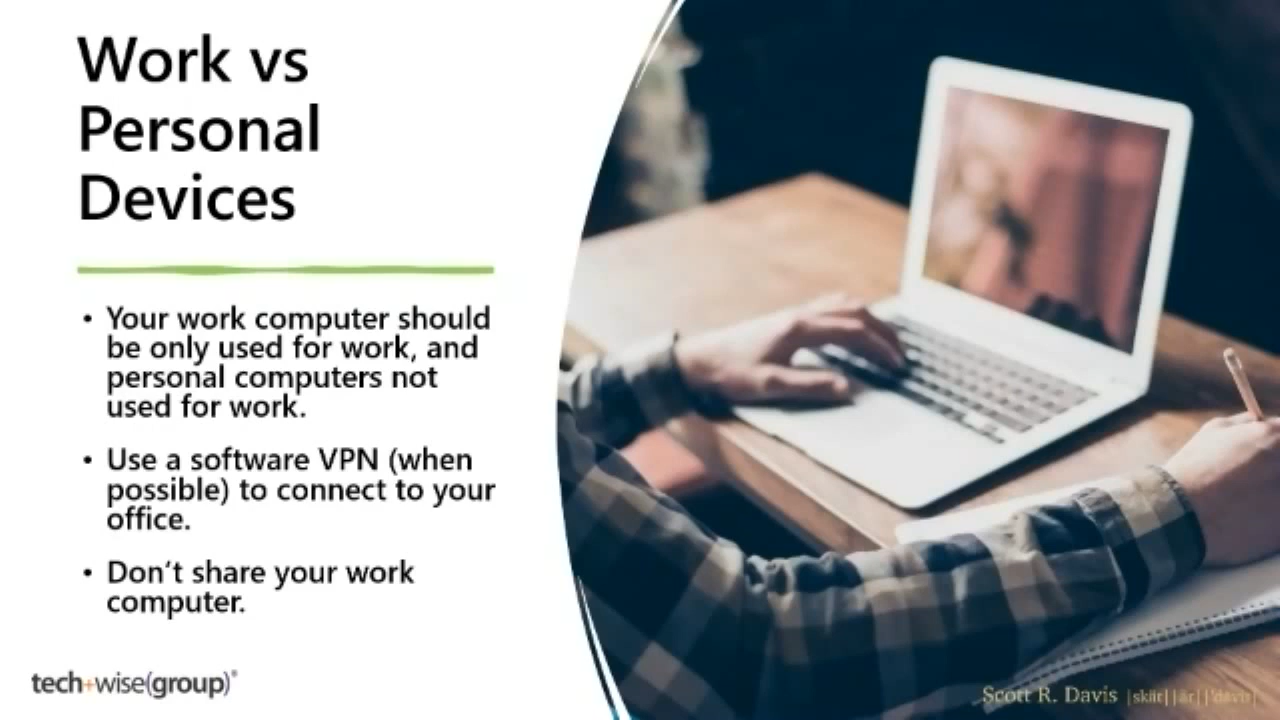 Work vs
Personal
Devices
• Your work computer should
be only used for work, and
personal computers not
used for work.
• Use a software VPN (when
possible) to connect to your
office.
• Don't share your work
computer.
tech+wise(group)®
Scott R. Davis